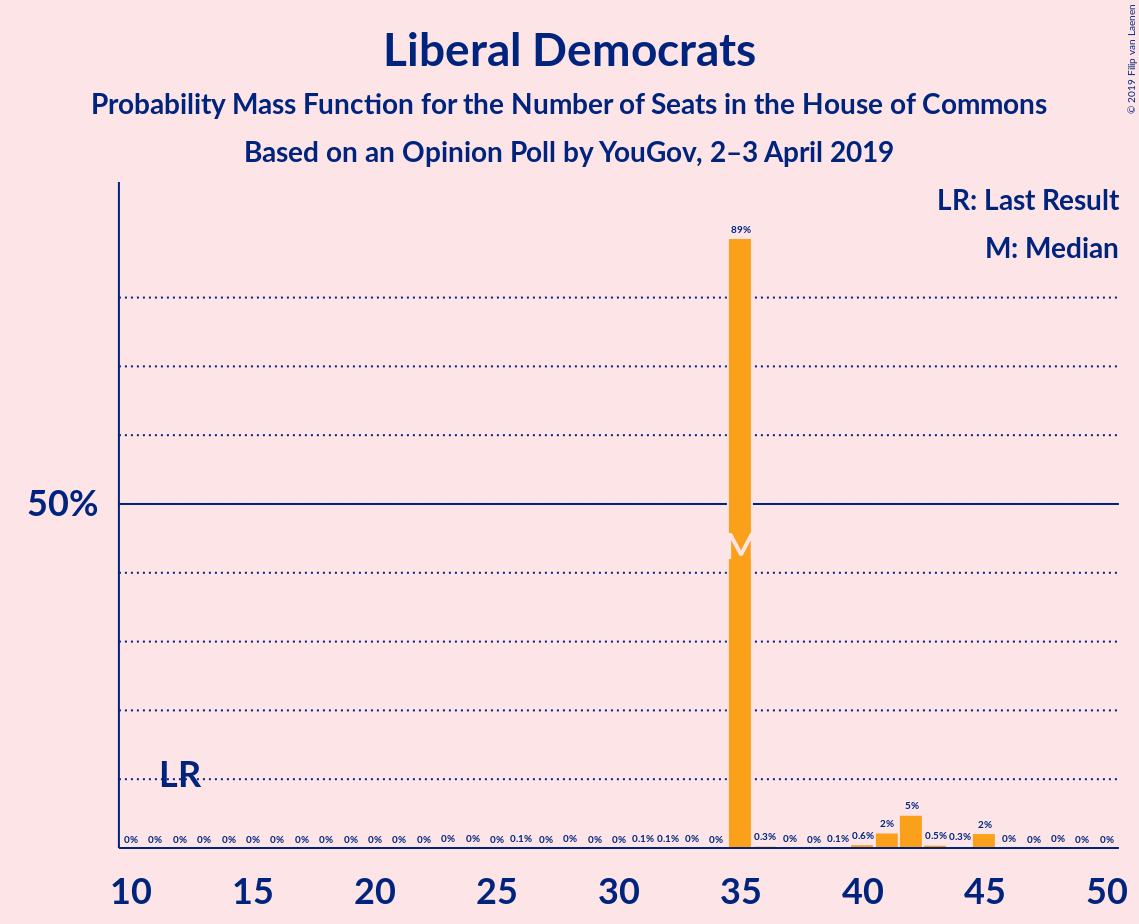 Liberal Democrats
Probability Mass Function for the Number of Seats in the House of Commons
Based on an Opinion Poll by YouGov, 2–3 April 2019
© 2019 Filip van Laenen
LR: Last Result
M: Median
89%
50%
M
LR
5%
2% 2%
0% 0% 0% 0% 0% 0% 0% 0% 0% 0% 0% 0% 0% 0% 0% 0% 0.1% 0% 0% 0% 0% 0.1% 0.1% 0% 0% 0.3% 0% 0% 0.1% 0.6% 0.5% 0.3% 0% 0% 0% 0% 0%
10 15 20 25 30 35 40 45 50